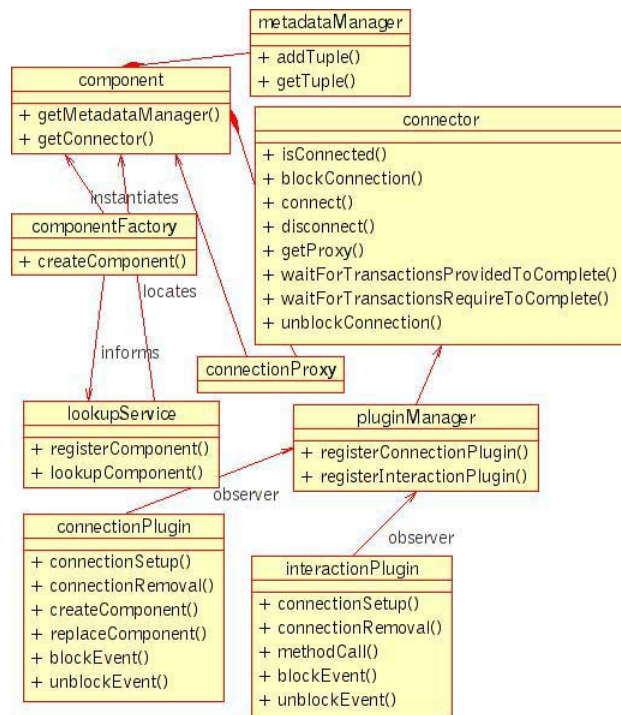 metadataManager
+ addTuple()
+ getTuple()
component
+ getMetadataManager()
+ getConnector()
connector
+ isConnected()
+ blockConnection()
+ connect()
+ disconnect()
+ getProxy()
+ waitForTransactionsProvidedToComplete()
+ waitForTransactionsRequireToComplete()
+ unblockConnection()
instantiates
componentFactory
+ createComponent()
locates
informs
connectionProxy
lookupService
+ registerComponent()
+ lookupComponent()
pluginManager
+ registerConnectionPlugin()
+ registerInteractionPlugin()
observer
connectionPlugin
+ connectionSetup()
+ connectionRemoval()
+ createComponent()
+ replaceComponent()
+ blockEvent()
+ unblockEvent()
observer
interactionPlugin
+ connectionSetup()
+ connectionRemoval()
+ methodCall()
+ blockEvent()
+ unblockEvent()